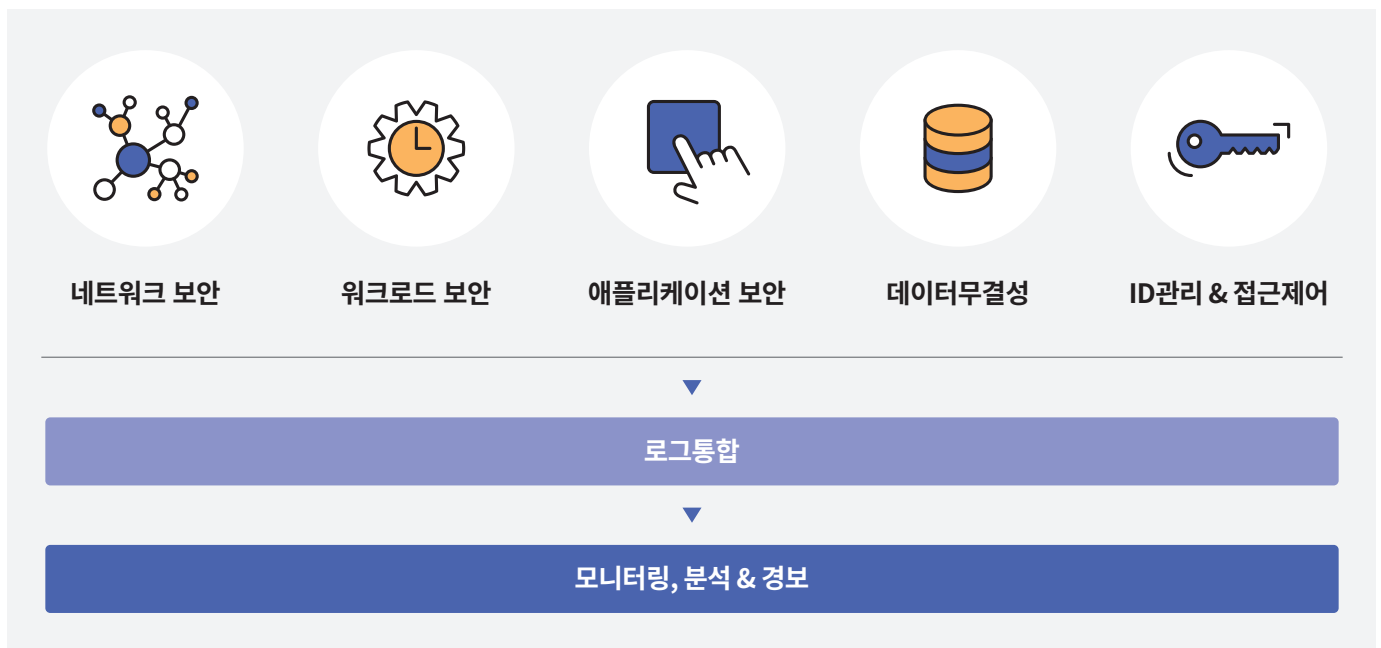 네트워크 보안
워크로드 보안
애플리케이션 보안
데이터무결성
ID관리 & 접근제어
로그통합
모니터링, 분석 & 경보